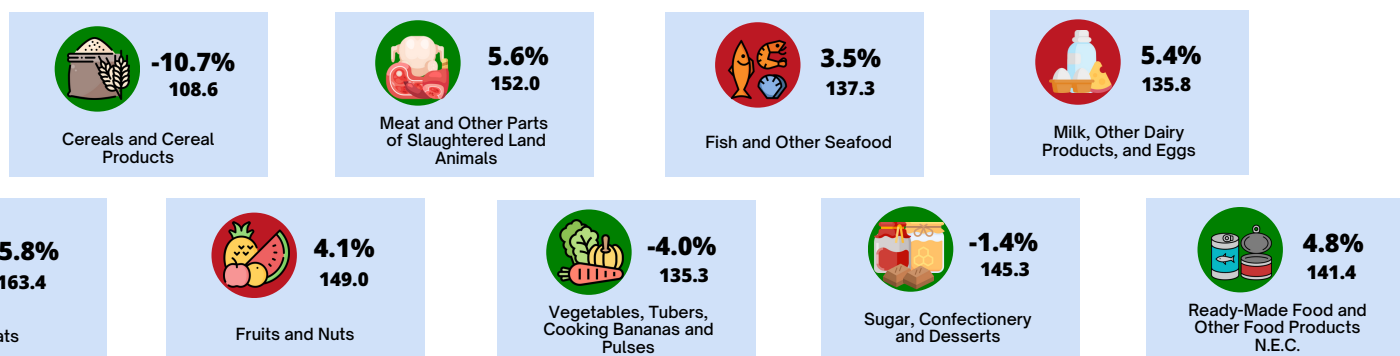 -10.7%
108.6
Cereals and Cereal
Products
5.6%
152.0
Meat and Other Parts
of Slaughtered Land
Animals
3.5%
137.3
Fish and Other Seafood
5.4%
135.8
Milk, Other Dairy
Products, and Eggs
5.8%
163.4
ats
4.1%
149.0
Fruits and Nuts
-4.0%
135.3
Vegetables, Tubers,
Cooking Bananas and
Pulses
-1.4%
145.3
Sugar, Confectionery
and Desserts
4.8%
141.4
Ready-Made Food and
Other Food Products
N.E.C.